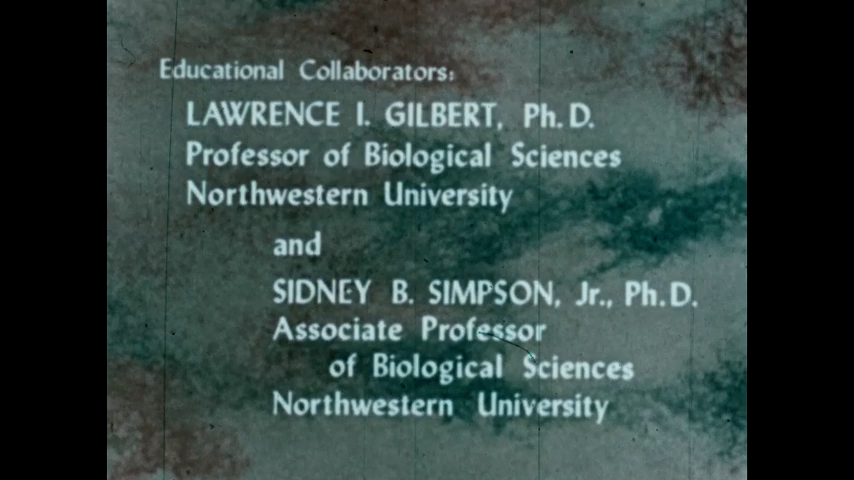 Educational Collaborators:
LAWRENCE I. GILBERT, Ph.D.
Professor of Biological Sciences
Northwestern University
and
SIDNEY B. SIMPSON, Jr., Ph.D.
Associate Professor
of Biological Sciences
Northwestern University